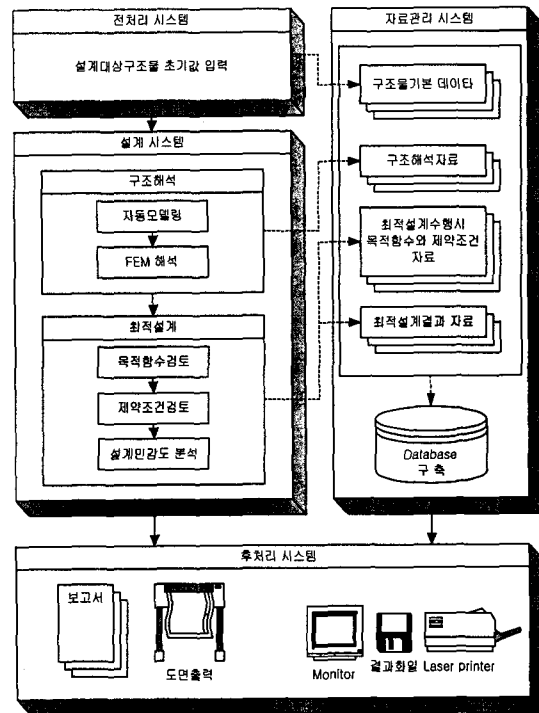 전처리 시스템
설계대상구조물 초기값 입력
설계 시스템
구조해석
자동모델링
FEM 해석
최적설계
목적함수검토
제약조건검토
설계민감도 분석
자료관리 시스템
구조물기본 데이타
구조해석자료
최적설계수행시
목적함수와 제약조건
자료
최적설계결과 자료
Database
구 축
후처리 시스템
보고서
도면출력
Monitor
결과화일
Laser printer